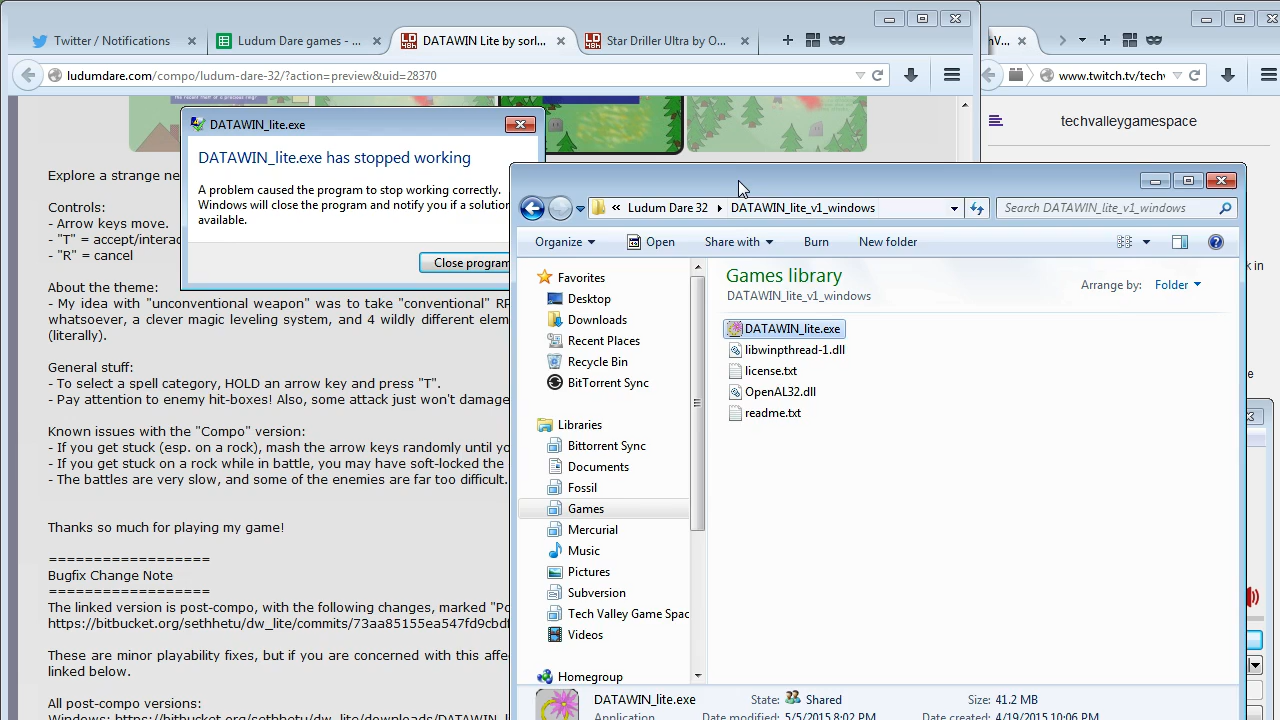 Twitter / Notifications
Ludum Dare games - ...
DATAWIN Lite by sorl...
Star Driller Ultra by O...
ludumdare.com/compo/ludum-dare-32/?action=preview&uid=28370
www.twitch.tv/techv
techvalleygamespace
DATAWIN_lite.exe
DATAWIN_lite.exe has stopped working
A problem caused the program to stop working correctly.
Windows will close the program and notify you if a solution
available.
Close program
Explore a strange ne
Controls:
- Arrow keys move.
- "T" = accept/interac
- "R" = cancel
About the theme:
- My idea with "unconventional weapon" was to take "conventional" RP
whatsoever, a clever magic leveling system, and 4 wildly different elem
(literally).
General stuff:
- To select a spell category, HOLD an arrow key and press "T".
- Pay attention to enemy hit-boxes! Also, some attack just won't damage
Known issues with the "Compo" version:
- If you get stuck (esp. on a rock), mash the arrow keys randomly until yo
- If you get stuck on a rock while in battle, you may have soft-locked the
- The battles are very slow, and some of the enemies are far too difficult.
Thanks so much for playing my game!
==================
Bugfix Change Note
==================
The linked version is post-compo, with the following changes, marked "Po
https://bitbucket.org/sethhetu/dw_lite/commits/73aa85155ea547fd9cbdf
These are minor playability fixes, but if you are concerned with this affe
linked below.
All post-compo versions:
Windows: https://bitbucket.org/sethhetu/dw_lite/downloads/DATAWIN_l
« Ludum Dare 32 DATAWIN_lite_v1_windows
Search DATAWIN_lite_v1_windows
Organize
Open
Share with
Burn
New folder
Favorites
Desktop
Downloads
Recent Places
Recycle Bin
BitTorrent Sync
Libraries
Bittorrent Sync
Documents
Fossil
Games
Mercurial
Music
Pictures
Subversion
Tech Valley Game Spac
Videos
Homegroup
Games library
DATAWIN_lite_v1_windows
Arrange by: Folder
DATAWIN_lite.exe
libwinpthread-1.dll
license.txt
OpenAL32.dll
readme.txt
DATAWIN_lite.exe State: Shared Size: 41.2 MB
Application Date modified: 5/5/2015 8:02 PM Date created: 4/19/2015 10:06 PM